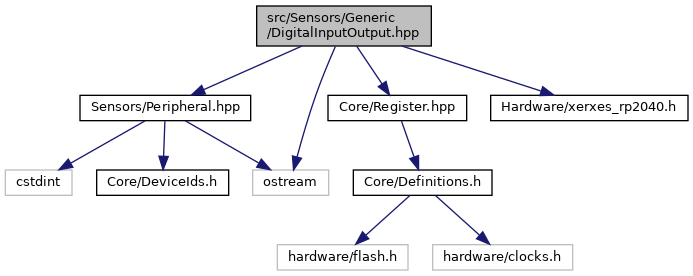 src/Sensors/Generic
/DigitalInputOutput.hpp
Sensors/Peripheral.hpp
Core/Register.hpp
Hardware/xerxes_rp2040.h
cstdint
Core/DeviceIds.h
ostream
Core/Definitions.h
hardware/flash.h
hardware/clocks.h